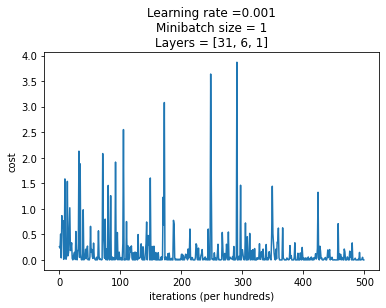 Learning rate =0.001
Minibatch size = 1
Layers = [31, 6, 1]
4.0
3.5
3.0
2.5
2.0
1.5
1.0
0.5
0.0
cost
0 100 200 300 400 500
iterations (per hundreds)